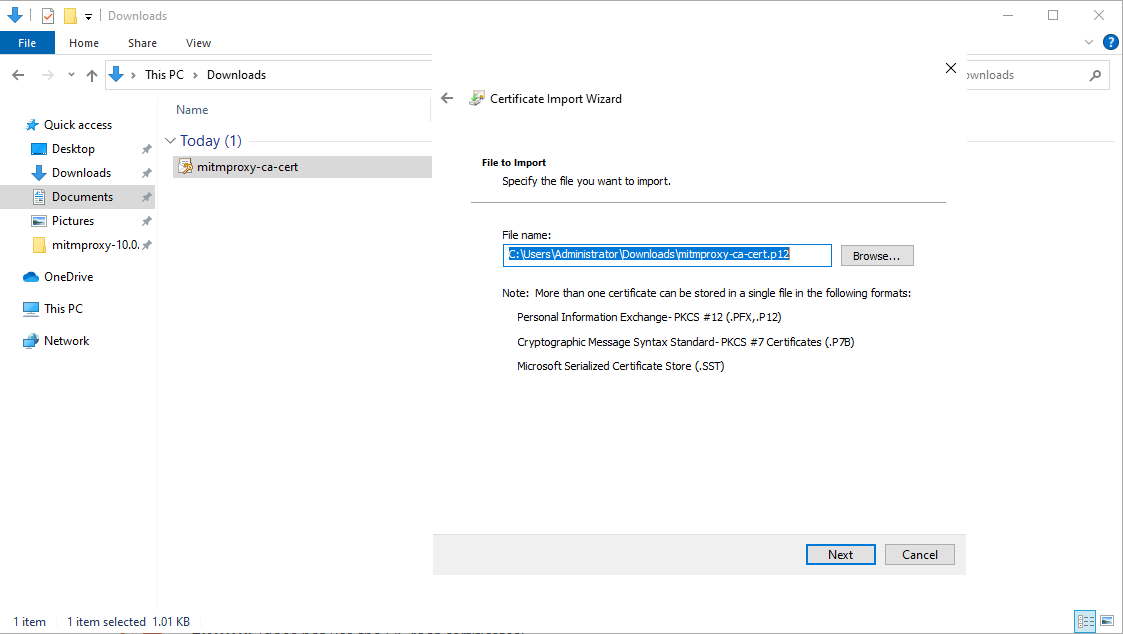 Downloads
File
Home
Share
View
This PC
Downloads
wnloads
Name
Quick access
Desktop
Downloads
Documents
Pictures
mitmproxy-10.0.
OneDrive
This PC
Network
Today (1)
mitmproxy-ca-cert
Certificate Import Wizard
File to Import
Specify the file you want to import.
File name:
C:\Users\Administrator\Downloads\mitmproxy-ca-cert.p12
Browse...
Note: More than one certificate can be stored in a single file in the following formats:
Personal Information Exchange- PKCS #12 (.PFX,.P12)
Cryptographic Message Syntax Standard- PKCS #7 Certificates (.P7B)
Microsoft Serialized Certificate Store (.SST)
Next
Cancel
1 item
1 item selected 1.01 KB